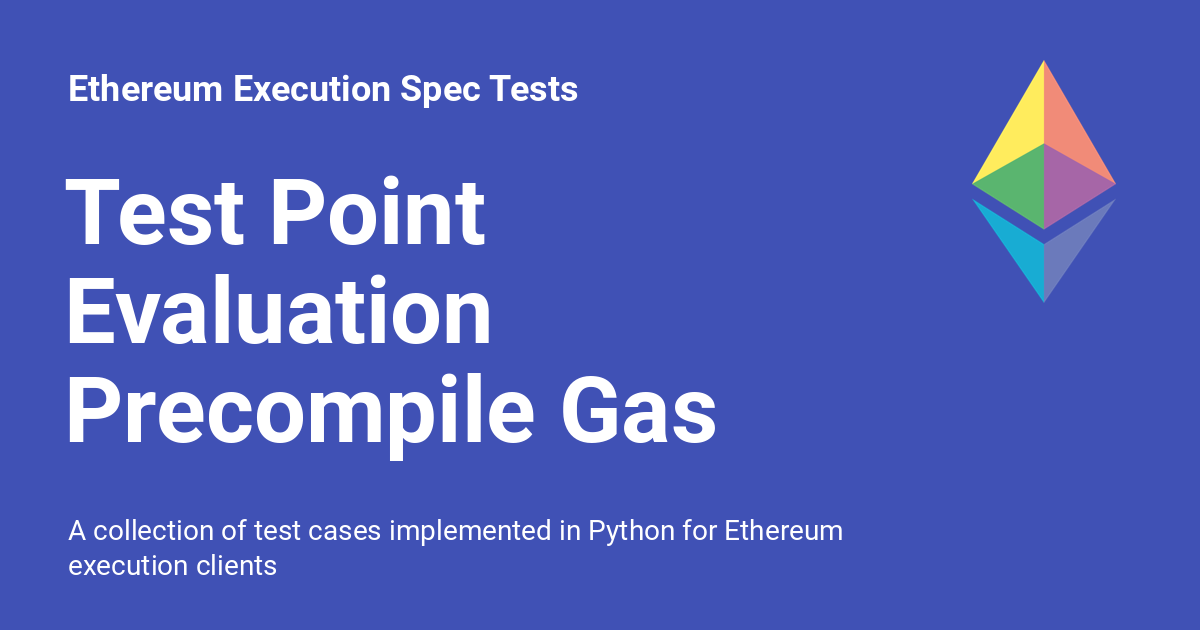 Ethereum Execution Spec Tests
Test Point
Evaluation
Precompile Gas
A collection of test cases implemented in Python for Ethereum
execution clients